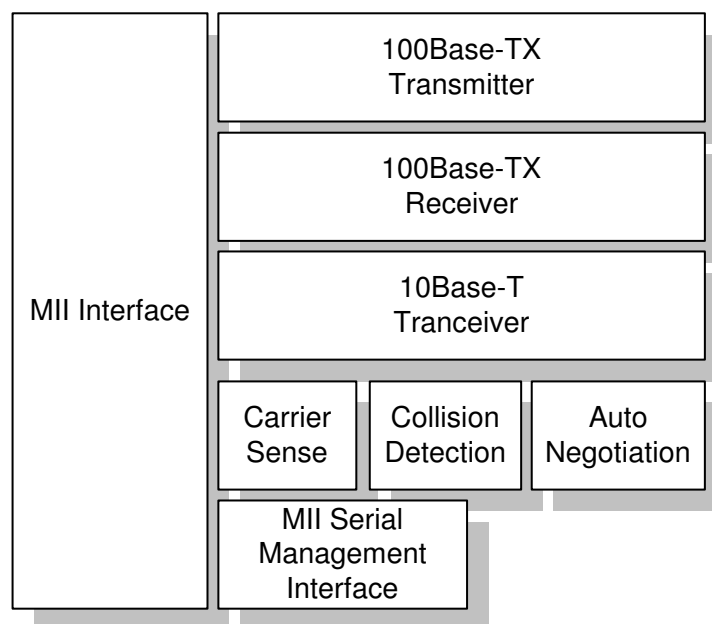 MII Interface
100Base-TX
Transmitter
100Base-TX
Receiver
10Base-T
Tranceiver
Carrier
Sense
Collision
Detection
Auto
Negotiation
MII Serial
Management
Interface